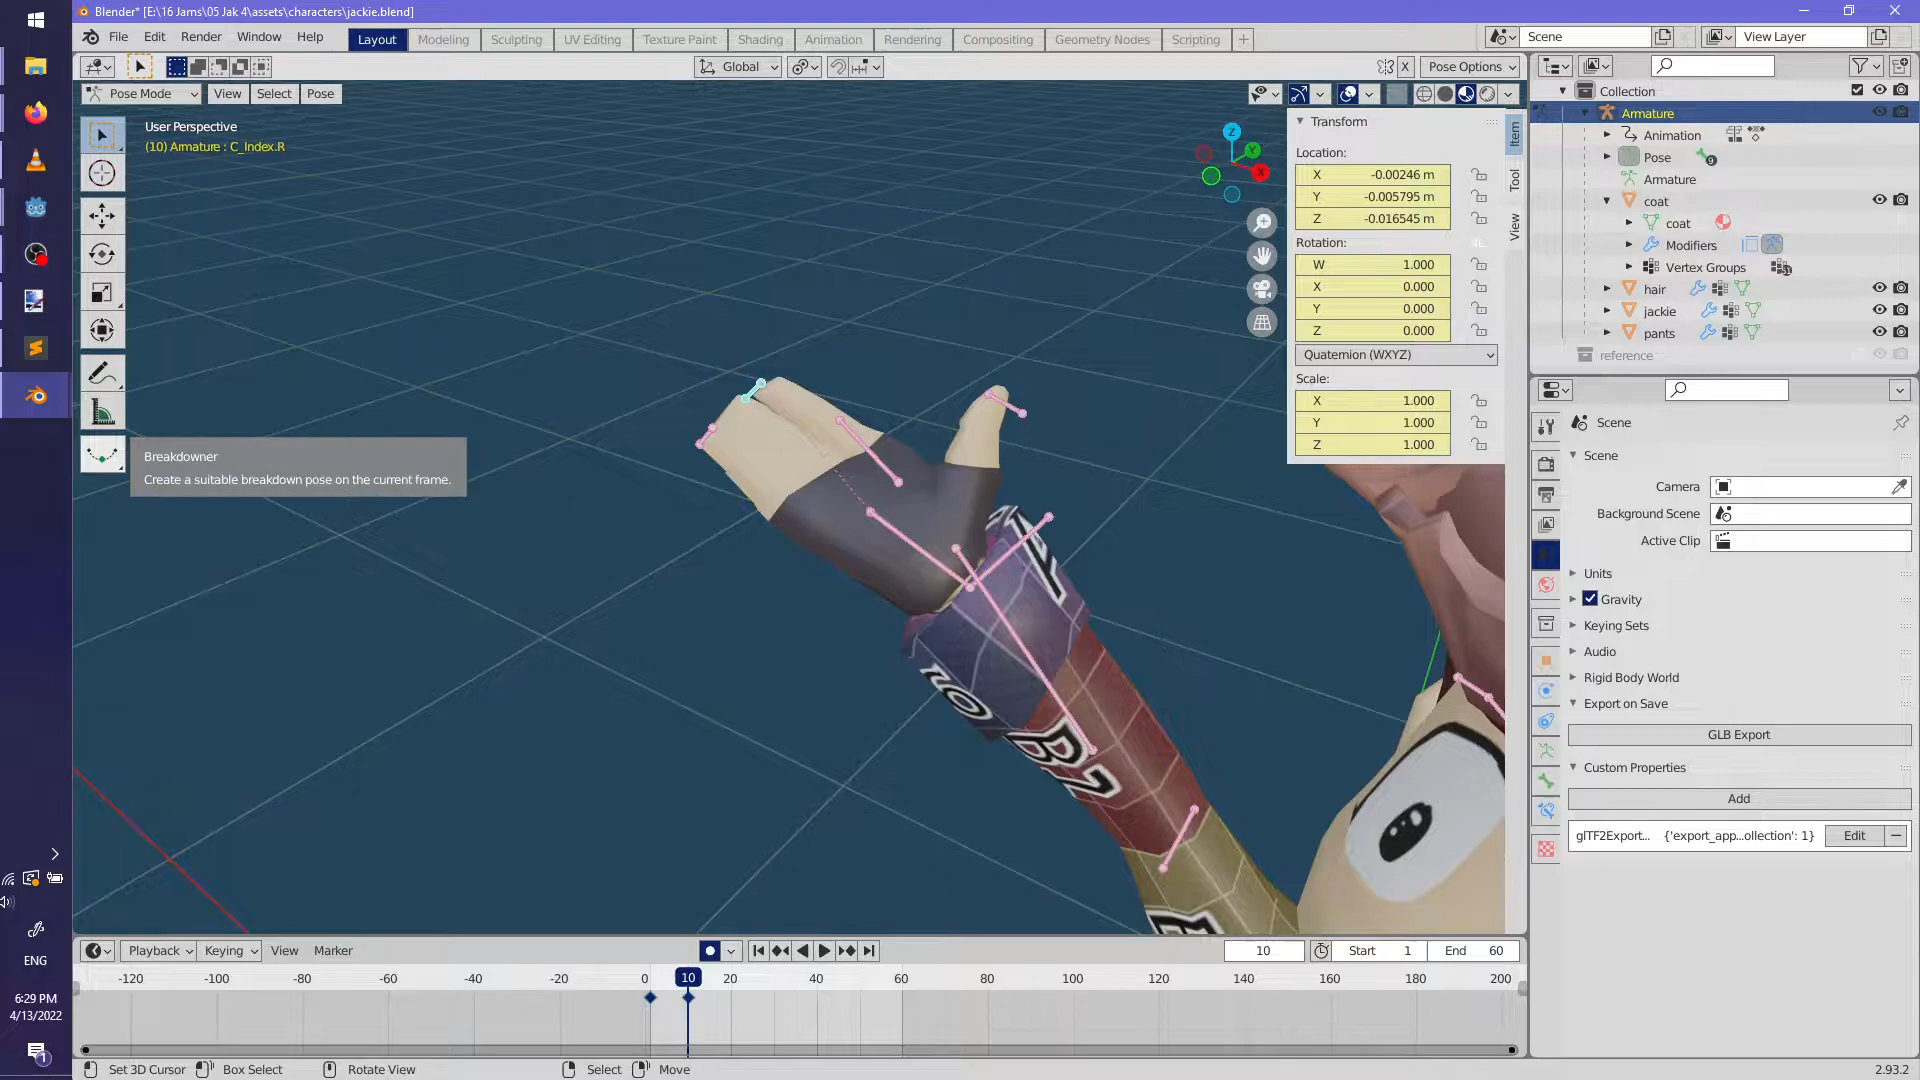 Blender* [E:\16 Jams\05 Jak 4\assets\characters\jackie.blend]
File Edit Render Window Help
Layout Modeling Sculpting UV Editing Texture Paint Shading Animation Rendering Compositing Geometry Nodes Scripting
Scene
View Layer
Global
X
Pose Options
Pose Mode
View Select Pose
User Perspective
(10) Armature : C_Index.R
Z
Y
X
Transform
Location:
X -0.00246 m
Y -0.005795 m
Z -0.016545 m
Rotation:
W 1.000
X 0.000
Y 0.000
Z 0.000
Quaternion (WXYZ)
Scale:
X 1.000
Y 1.000
Z 1.000
Item
Tool
View
Breakdowner
Create a suitable breakdown pose on the current frame.
Collection
Armature
Animation
Pose
9
Armature
coat
coat
Modifiers
Vertex Groups
hair
jackie
pants
reference
Scene
Scene
Camera
Background Scene
Active Clip
Units
Gravity
Keying Sets
Audio
Rigid Body World
Export on Save
GLB Export
Custom Properties
Add
glTF2Export... {'export_app...ollection': 1} Edit
Playback Keying View Marker
10
Start 1
End 60
-120 -100 -80 -60 -40 -20 0 10 20 40 60 80 100 120 140 160 180 200
Set 3D Cursor Box Select Rotate View Select Move
2.93.2
ENG
6:29 PM
4/13/2022
1